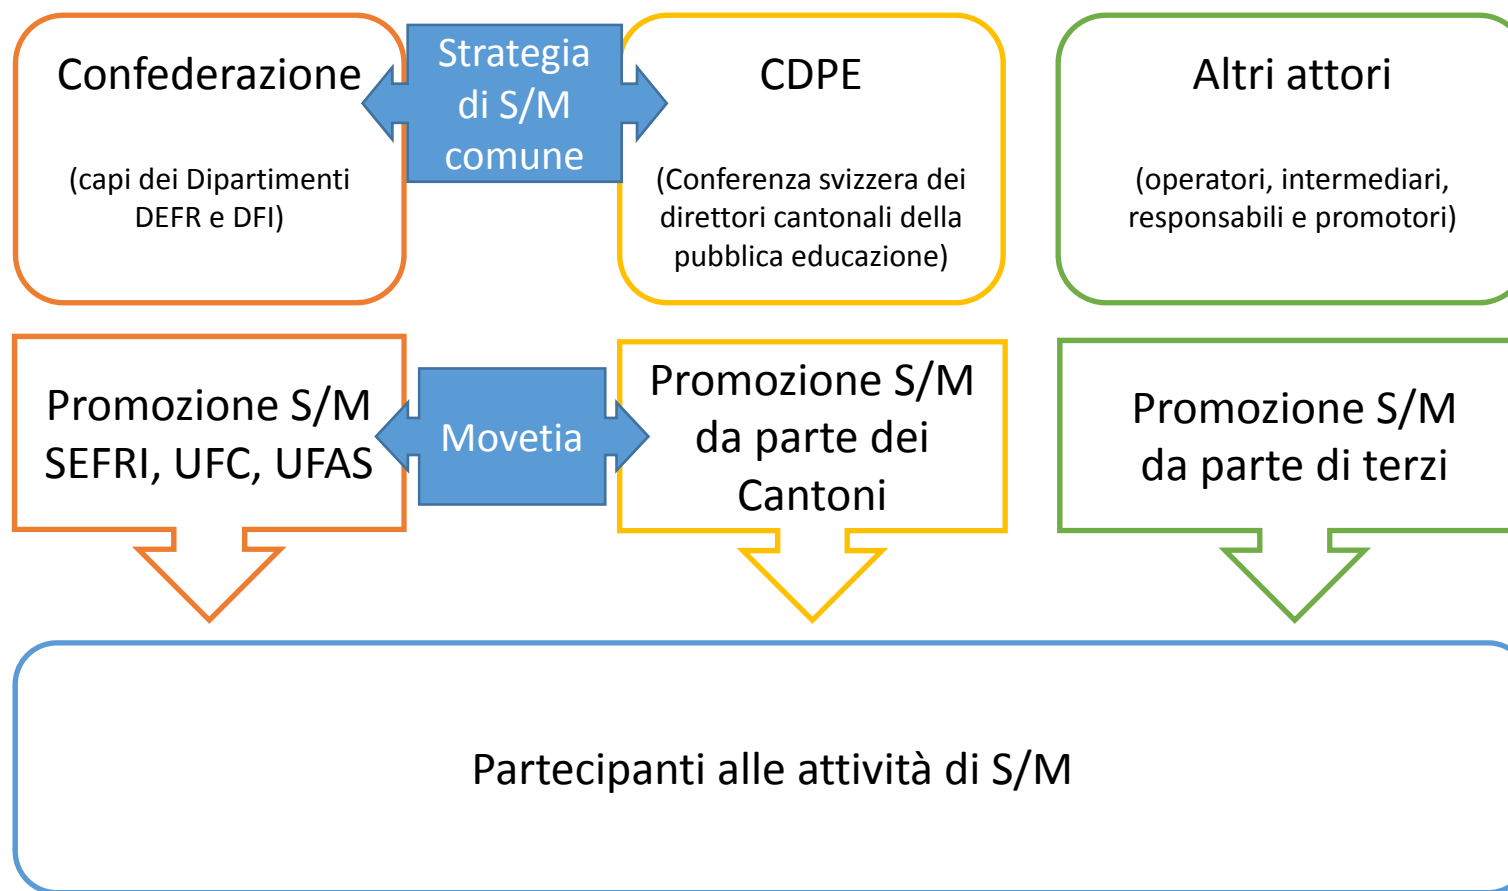 Confederazione
(capi dei Dipartimenti
DEFR e DFI)
Strategia
di S/M
comune
CDPE
(Conferenza svizzera dei
direttori cantonali della
pubblica educazione)
Altri attori
(operatori, intermediari,
responsabili e promotori)
Promozione S/M
SEFRI, UFC, UFAS
Movetia
Promozione S/M
da parte dei
Cantoni
Promozione S/M
da parte di terzi
Partecipanti alle attività di S/M